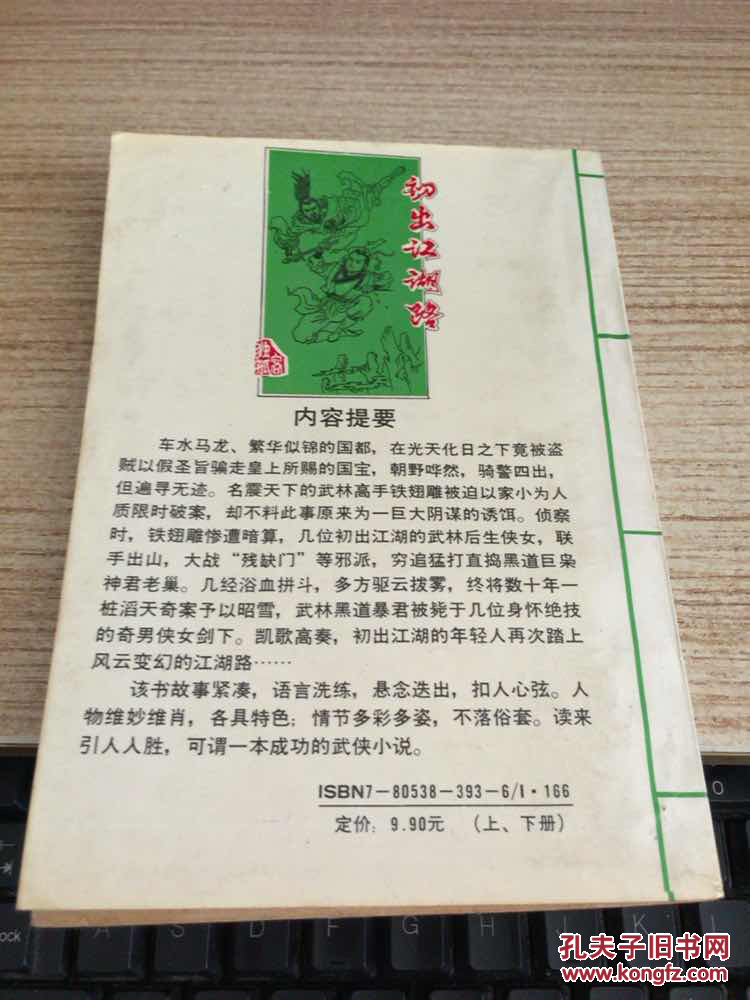 初出江湖路
独孤客
内容提要
车水马龙、繁华似锦的国都，在光天化日之下竟被盗
贼以假圣旨骗走皇上所赐的国宝，朝野哗然，骑警四出，
但遍寻无迹。名震天下的武林高手铁翅雕被迫以家小为人
质限时破案，却不料此事原来为一巨大阴谋的诱饵。侦察
时，铁翅雕惨遭暗算，几位初出江湖的武林后生侠女，联
手出山，大战“残缺门”等邪派，穷追猛打直捣黑道巨枭
神君老巢。几经浴血拼斗，多方驱云拨雾，终将数十年一
桩滔天奇案予以昭雪，武林黑道暴君被毙于几位身怀绝技
的奇男侠女剑下。凯歌高奏，初出江湖的年轻人再次踏上
风云变幻的江湖路……
该书故事紧凑，语言洗练，悬念迭出，扣人心弦。人
物维妙维肖，各具特色；情节多彩多姿，不落俗套。读来
引人入胜，可谓一本成功的武侠小说。
ISBN7-80538-393-6/I·166
定价：9.90元 （上、下册）
O
ock
A
S
D
F
G
H
J
K
L
孔夫子旧书网
www.kongfz.com